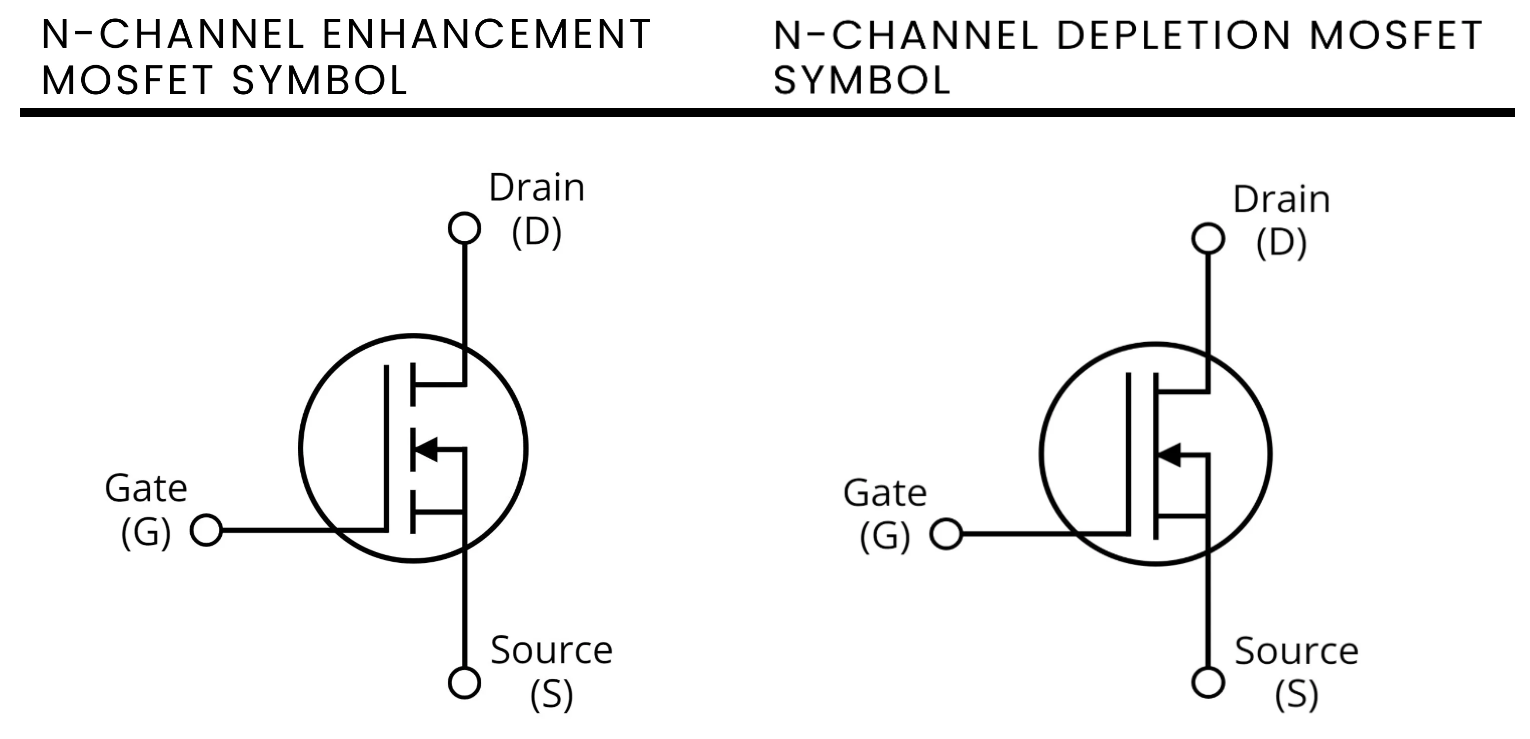 N-CHANNEL ENHANCEMENT
MOSFET SYMBOL
N-CHANNEL DEPLETION MOSFET
SYMBOL
Drain
(D)
Gate
(G)
Source
(S)
Drain
(D)
Gate
(G)
Source
(S)